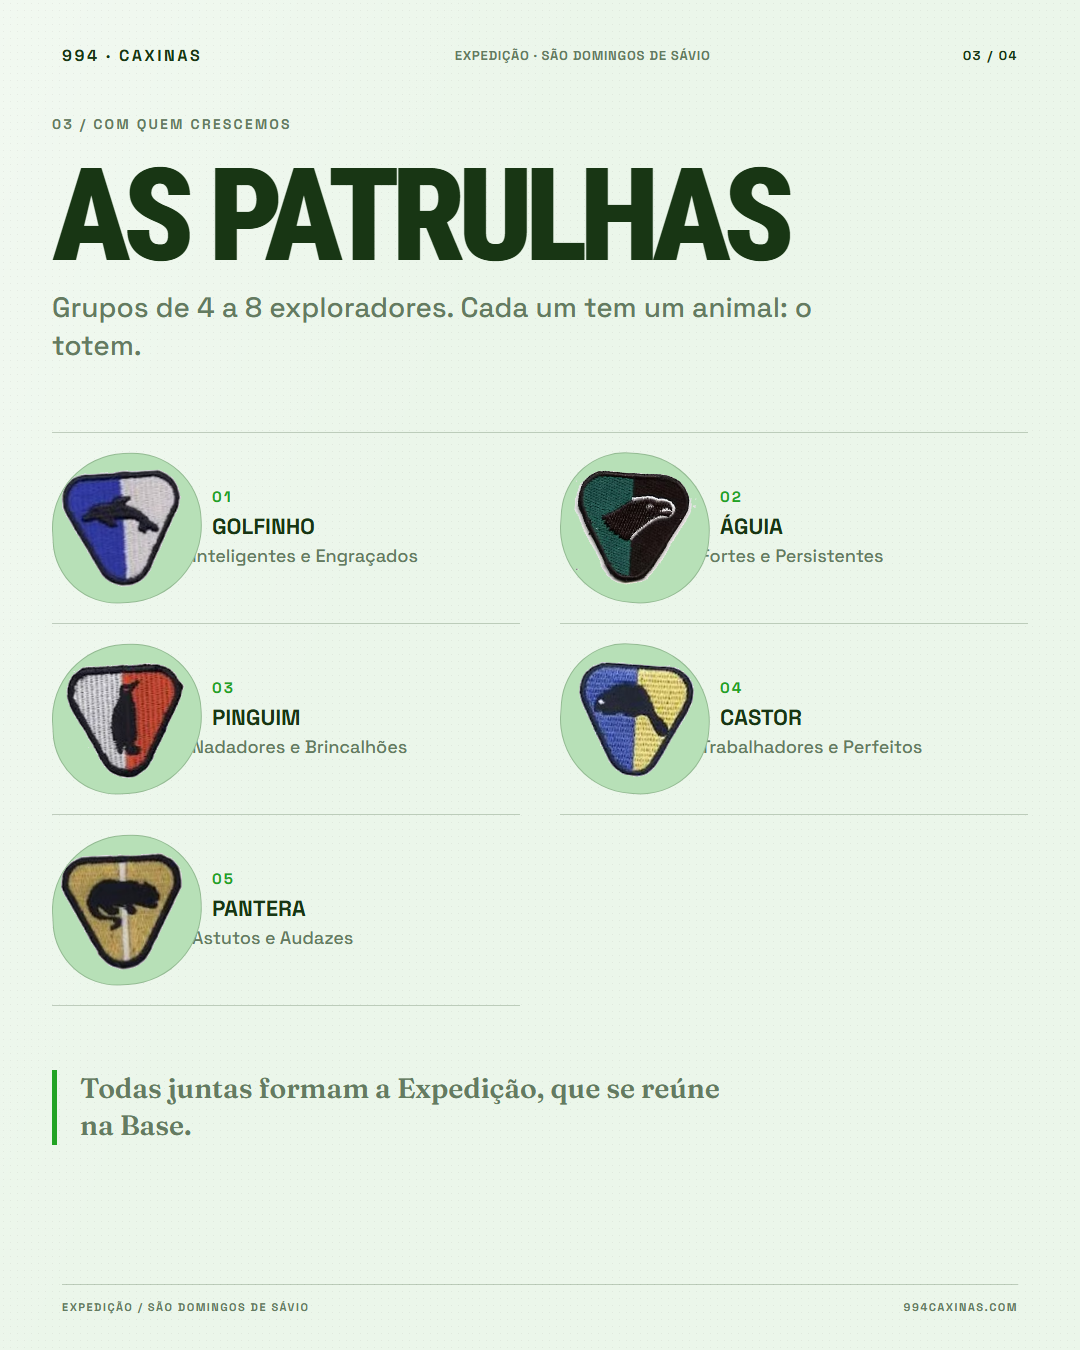 994 · CAXINAS
EXPEDIÇÃO · SÃO DOMINGOS DE SÁVIO
03 / 04
03 / COM QUEM CRESCEMOS
AS PATRULHAS
Grupos de 4 a 8 exploradores. Cada um tem um animal: o
totem.
01
GOLFINHO
Inteligentes e Engraçados
02
ÁGUIA
Fortes e Persistentes
03
PINGUIM
Nadadores e Brincalhões
04
CASTOR
Trabalhadores e Perfeitos
05
PANTERA
Astutos e Audazes
Todas juntas formam a Expedição, que se reúne
na Base.
EXPEDIÇÃO / SÃO DOMINGOS DE SÁVIO
994CAXINAS.COM